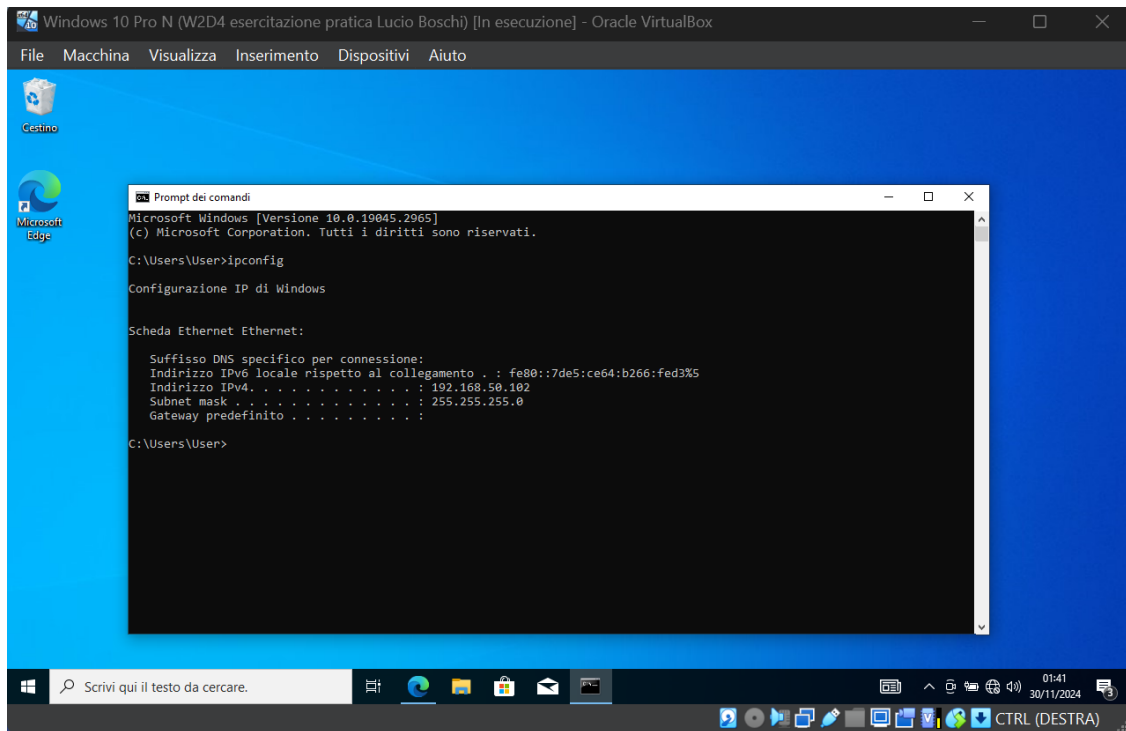 Windows 10 Pro N (W2D4 esercitazione pratica Lucio Boschi) [In esecuzione] - Oracle VirtualBox
File Macchina Visualizza Inserimento Dispositivi Aiuto
Cestino
Microsoft
Edge
Prompt dei comandi
Microsoft Windows [Versione 10.0.19045.2965]
(c) Microsoft Corporation. Tutti i diritti sono riservati.
C:\Users\User>ipconfig
Configurazione IP di Windows
Scheda Ethernet Ethernet:
Suffisso DNS specifico per connessione:
Indirizzo IPv6 locale rispetto al collegamento . : fe80::7de5:ce64:b266:fed3%5
Indirizzo IPv4. . . . . . . . . . . . : 192.168.50.102
Subnet mask . . . . . . . . . . . . . : 255.255.255.0
Gateway predefinito . . . . . . . . . :
C:\Users\User>
Scrivi qui il testo da cercare.
01:41
30/11/2024
3
CTRL (DESTRA)